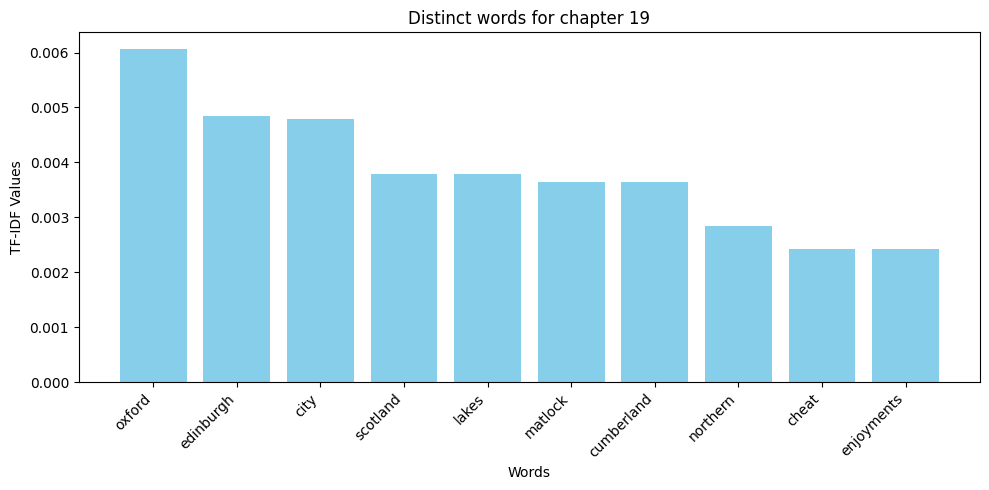 Distinct words for chapter 19
TF-IDF Values
0.006
0.005
0.004
0.003
0.002
0.001
0.000
oxford
edinburgh
city
scotland
lakes
matlock
cumberland
northern
cheat
enjoyments
Words